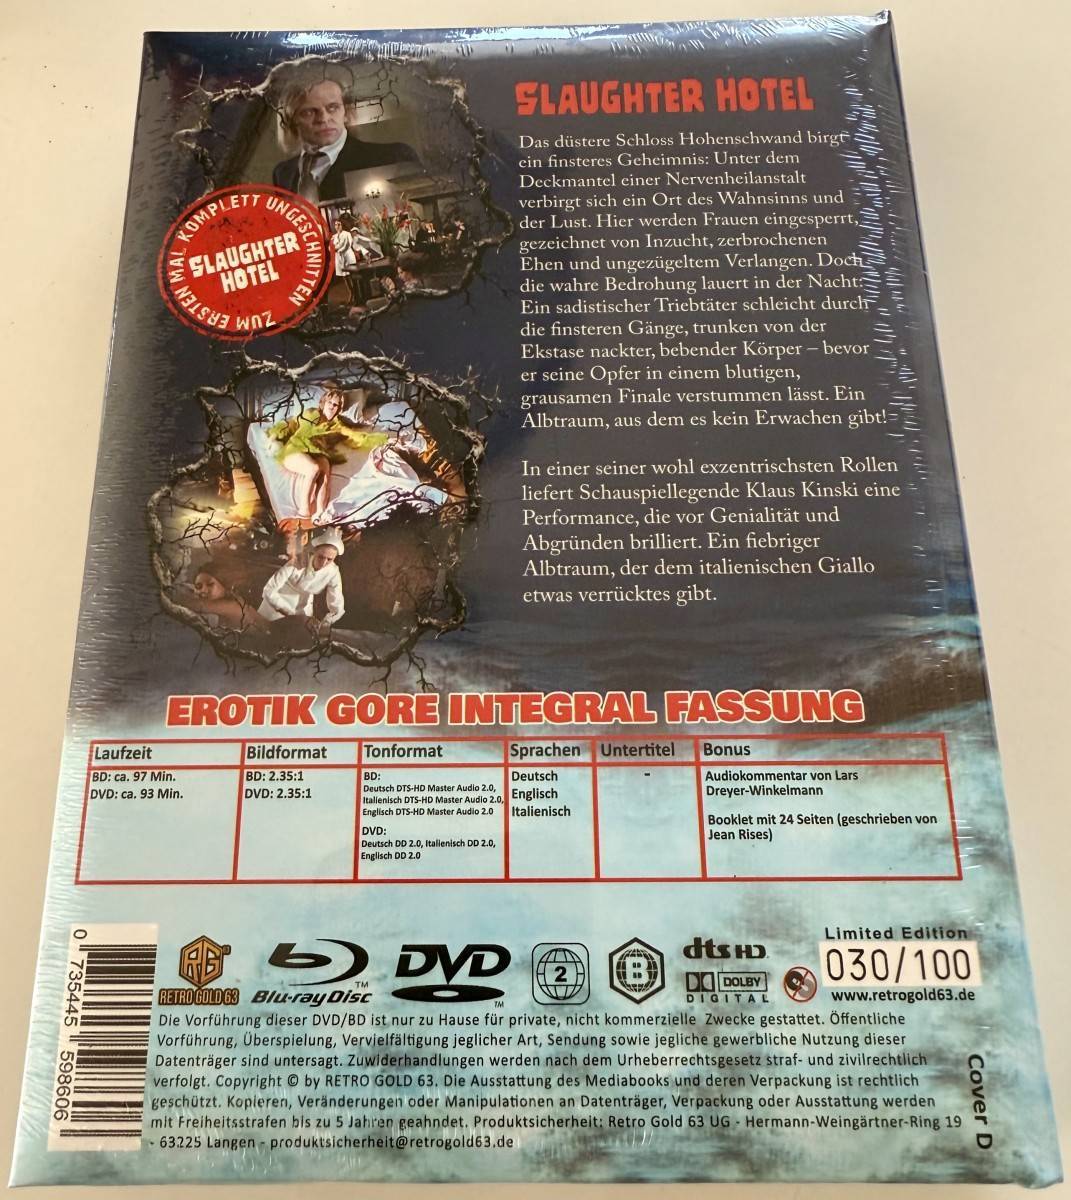 SLAUGHTER HOTEL
Das düstere Schloss Hohenschwand birgt
ein finsteres Geheimnis: Unter dem
Deckmantel einer Nervenheilanstalt
verbirgt sich ein Ort des Wahnsinns und
der Lust. Hier werden Frauen eingesperrt,
gezeichnet von Inzucht, zerbrochenen
Ehen und ungezügeltem Verlangen. Doch
die wahre Bedrohung lauert in der Nacht:
Ein sadistischer Triebtäter schleicht durch
die finsteren Gänge, trunken von der
Ekstase nackter, bebender Körper – bevor
er seine Opfer in einem blutigen,
grausamen Finale verstummen lässt. Ein
Albtraum, aus dem es kein Erwachen gibt!
In einer seiner wohl exzentrischsten Rollen
liefert Schauspiellegende Klaus Kinski eine
Performance, die vor Genialität und
Abgründen brilliert. Ein fiebriger
Albtraum, der dem italienischen Giallo
etwas verrücktes gibt.
ZUM ERSTEN MAL KOMPLETT UNGESCHNITTEN
SLAUGHTER
HOTEL
EROTIK GORE INTEGRAL FASSUNG
Laufzeit
BD: ca. 97 Min.
DVD: ca. 93 Min.
Bildformat
BD: 2.35:1
DVD: 2.35:1
Tonformat
BD:
Deutsch DTS-HD Master Audio 2.0,
Italienisch DTS-HD Master Audio 2.0,
Englisch DTS-HD Master Audio 2.0
DVD:
Deutsch DD 2.0, Italienisch DD 2.0,
Englisch DD 2.0
Sprachen
Deutsch
Englisch
Italienisch
Untertitel
-
Bonus
Audiokommentar von Lars
Dreyer-Winkelmann
Booklet mit 24 Seiten (geschrieben von
Jean Rises)
0 735445 598606
RG
RETRO GOLD 63
Blu-ray Disc TM
DVD TM
2
B
dts HD
DOLBY
DIGITAL
Limited Edition
030/100
www.retrogold63.de
Die Vorführung dieser DVD/BD ist nur zu Hause für private, nicht kommerzielle Zwecke gestattet. Öffentliche
Vorführung, Überspielung, Vervielfältigung jeglicher Art, Sendung sowie jegliche gewerbliche Nutzung dieser
Datenträger sind untersagt. Zuwiderhandlungen werden nach dem Urheberrechtsgesetz straf- und zivilrechtlich
verfolgt. Copyright © by RETRO GOLD 63. Die Ausstattung des Mediabooks und deren Verpackung ist rechtlich
geschützt. Kopieren, Veränderungen oder Manipulationen an Datenträger, Verpackung oder Ausstattung werden
mit Freiheitsstrafen bis zu 5 Jahren geahndet. Produktsicherheit: Retro Gold 63 UG - Hermann-Weingärtner-Ring 19
- 63225 Langen - produktsicherheit@retrogold63.de
Cover D